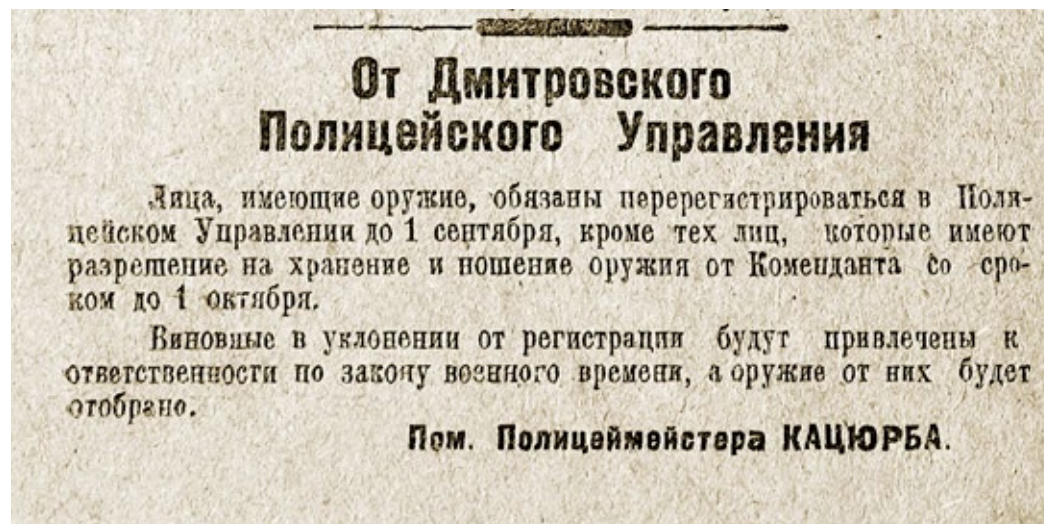 От Дмитровского
Полицейского Управления
Лица, имеющие оружие, обязаны перерегистрироваться в Поли-
цейском Управлении до 1 сентября, кроме тех лиц, которые имеют
разрешение на хранение и ношение оружия от Коменданта со сро-
ком до 1 октября.
Виновные в уклонении от регистрации будут привлечены к
ответственности по закону военного времени, а оружие от них будет
отобрано.
Пом. Полицеймейстера КАЦЮРБА.